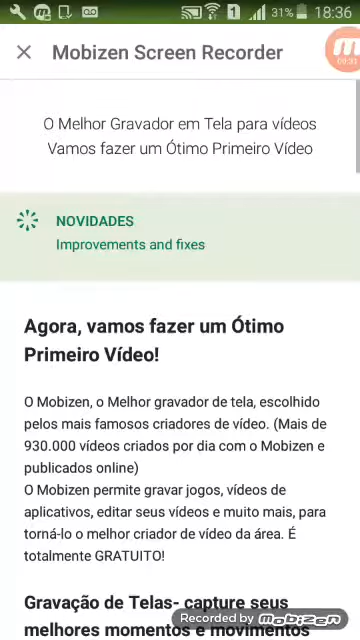 31% 18:36
Mobizen Screen Recorder
O Melhor Gravador em Tela para vídeos
Vamos fazer um Ótimo Primeiro Vídeo
NOVIDADES
Improvements and fixes
Agora, vamos fazer um Ótimo
Primeiro Vídeo!
O Mobizen, o Melhor gravador de tela, escolhido
pelos mais famosos criadores de vídeo. (Mais de
930.000 vídeos criados por dia com o Mobizen e
publicados online)
O Mobizen permite gravar jogos, vídeos de
aplicativos, editar seus vídeos e muito mais, para
torná-lo o melhor criador de vídeo da área. É
totalmente GRATUITO!
Gravação de Telas- capture seus
melhores momentos e movimentos
Recorded by mobizen